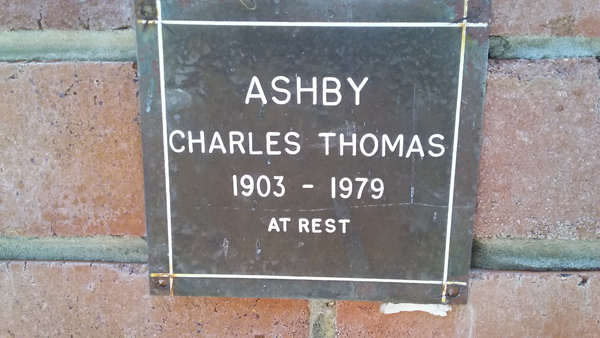 ASHBY
CHARLES THOMAS
1903 - 1979
AT REST